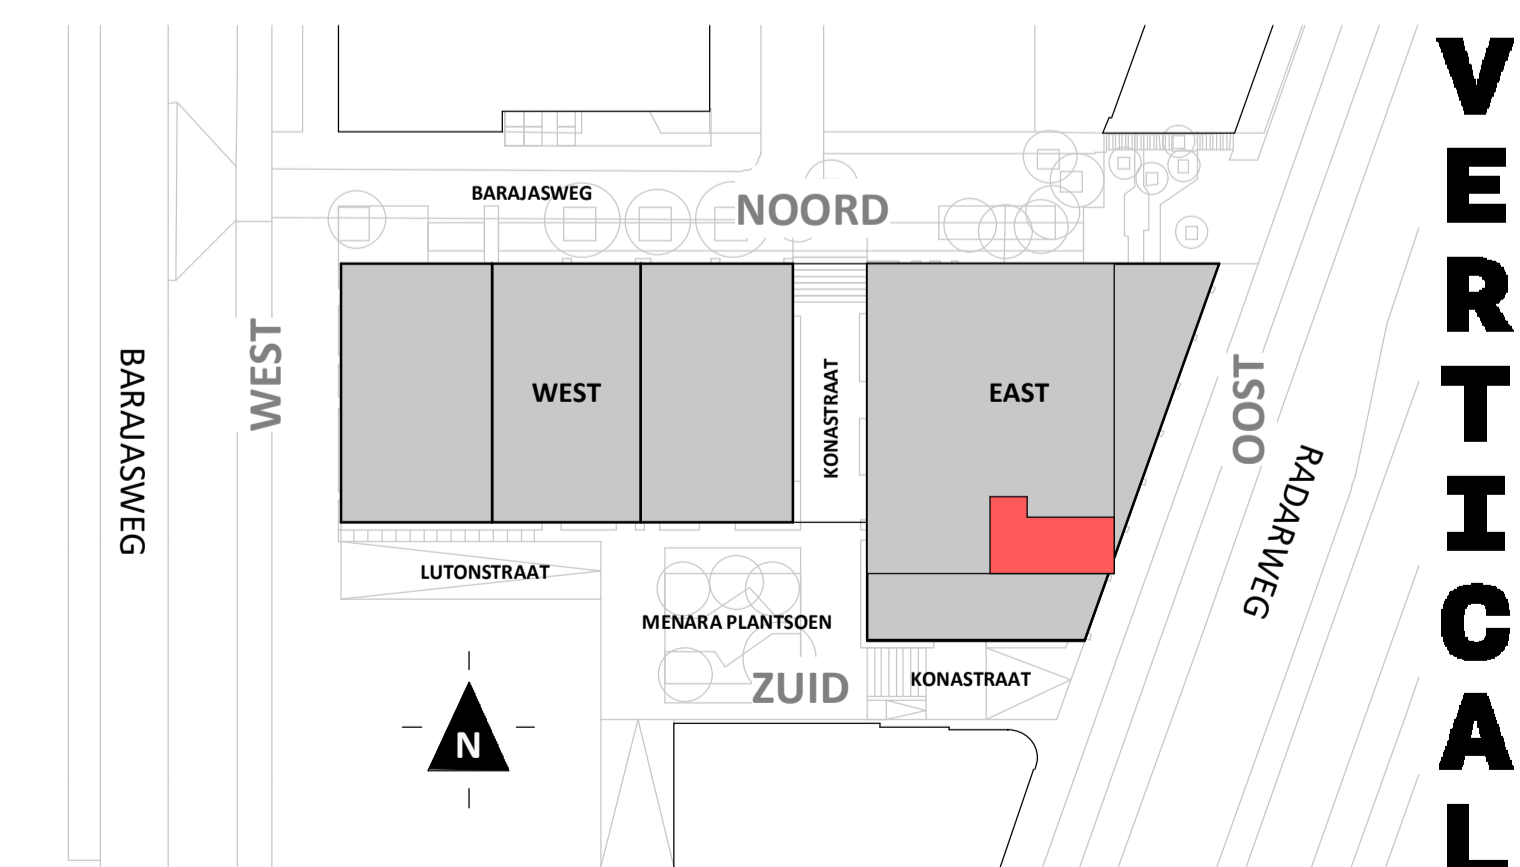 BARAJASWEG
NOORD
WEST
BARAJASWEG
WEST
KONASTRAAT
EAST
OOST
RADARWEG
LUTONSTRAAT
MENARA PLANTSOEN
ZUID
KONASTRAAT
N
VERTICAL